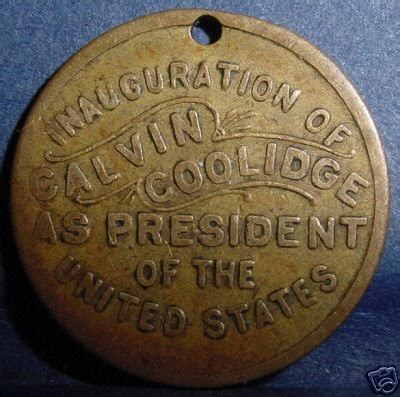 INAUGURATION OF
CALVIN
COOLIDGE
AS PRESIDENT
OF THE
UNITED STATES